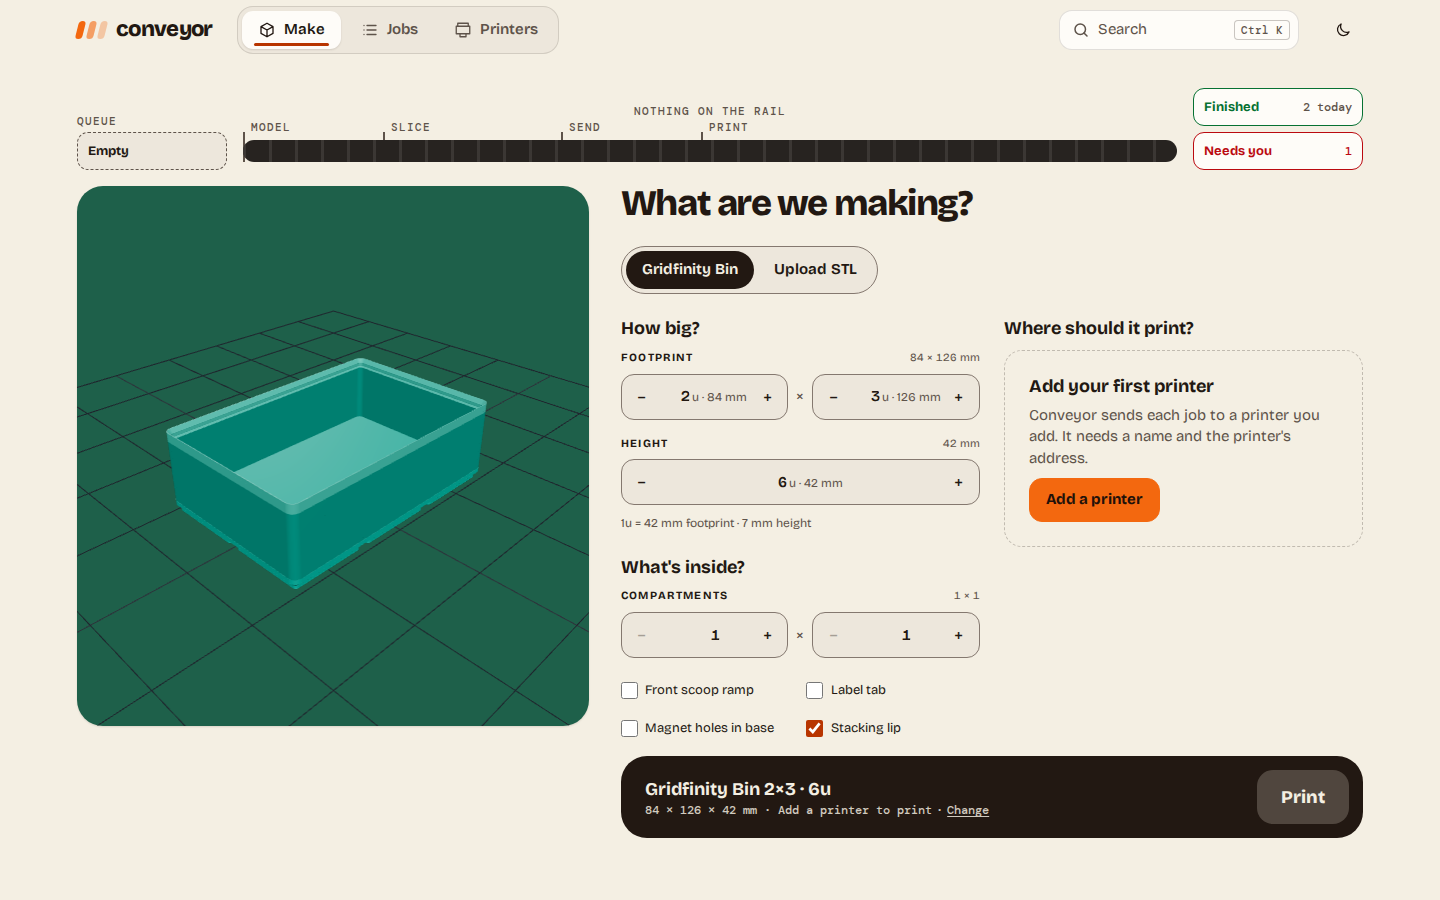 conveyor
Make
Jobs
Printers
Search
Ctrl K
QUEUE
Empty
NOTHING ON THE RAIL
MODEL
SLICE
SEND
PRINT
Finished
2 today
Needs you
1
What are we making?
Gridfinity Bin
Upload STL
How big?
FOOTPRINT
84 × 126 mm
− 2 u · 84 mm +
×
− 3 u · 126 mm +
HEIGHT
42 mm
− 6 u · 42 mm +
1u = 42 mm footprint · 7 mm height
What's inside?
COMPARTMENTS
1 × 1
− 1 +
×
− 1 +
Front scoop ramp
Label tab
Magnet holes in base
Stacking lip
Where should it print?
Add your first printer
Conveyor sends each job to a printer you
add. It needs a name and the printer's
address.
Add a printer
Gridfinity Bin 2×3 · 6u
84 × 126 × 42 mm · Add a printer to print · Change
Print